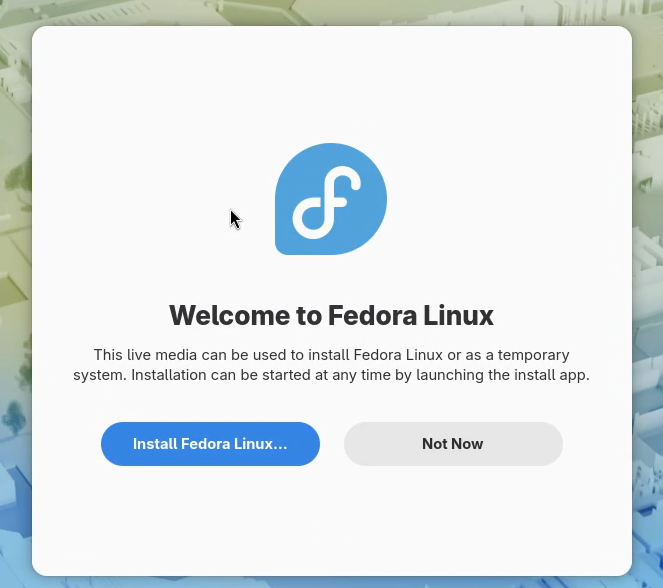 Welcome to Fedora Linux
This live media can be used to install Fedora Linux or as a temporary
system. Installation can be started at any time by launching the install app.
Install Fedora Linux...
Not Now